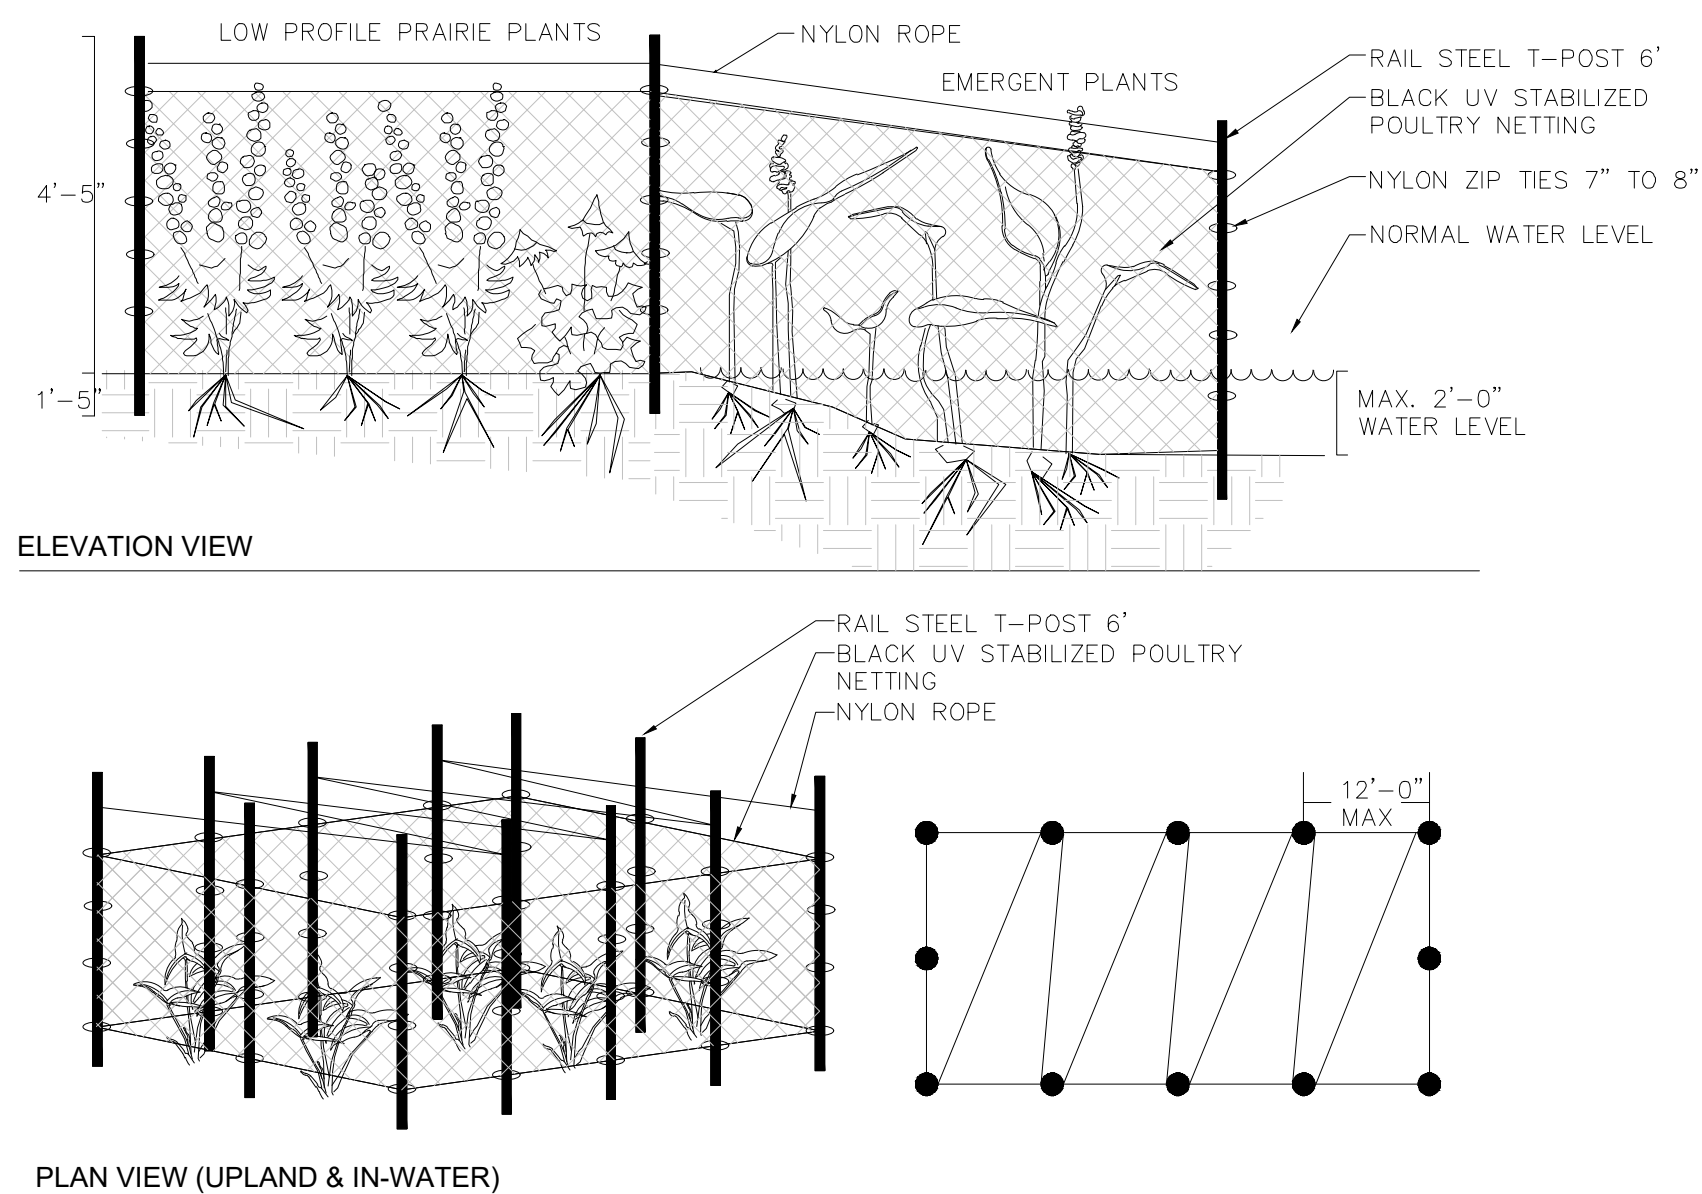 LOW PROFILE PRAIRIE PLANTS
NYLON ROPE
EMERGENT PLANTS
RAIL STEEL T-POST 6'
BLACK UV STABILIZED
POULTRY NETTING
4'-5"
NYLON ZIP TIES 7" TO 8"
NORMAL WATER LEVEL
1'-5"
MAX. 2'-0"
WATER LEVEL
ELEVATION VIEW
RAIL STEEL T-POST 6'
BLACK UV STABILIZED POULTRY
NETTING
NYLON ROPE
12'-0"
MAX
PLAN VIEW (UPLAND & IN-WATER)